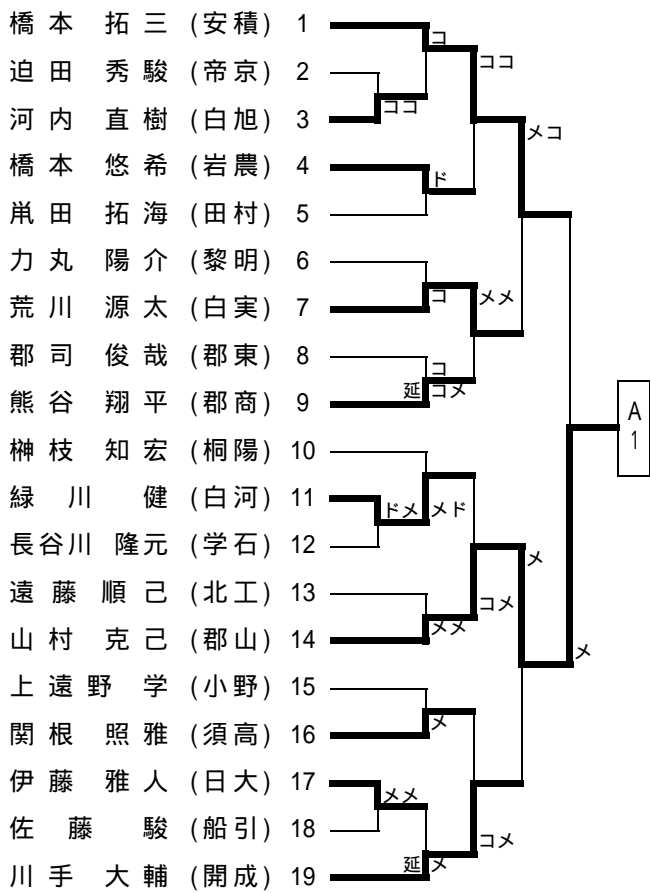 橋本 拓三 (安積) 1
コ
ココ
迫田 秀駿 (帝京) 2
ココ
河内 直樹 (白旭) 3
メコ
橋本 悠希 (岩農) 4
ド
鼡田 拓海 (田村) 5
力丸 陽介 (黎明) 6
荒川 源太 (白実) 7
コ
メメ
郡司 俊哉 (郡東) 8
コ
熊谷 翔平 (郡商) 9
延
コメ
A
1
榊枝 知宏 (桐陽) 10
緑川 健 (白河) 11
ドメ
メド
長谷川 隆元 (学石) 12
メ
遠藤 順己 (北工) 13
コメ
山村 克己 (郡山) 14
メメ
メ
上遠野 学 (小野) 15
関根 照雅 (須高) 16
メ
伊藤 雅人 (日大) 17
メメ
佐藤 駿 (船引) 18
コメ
川手 大輔 (開成) 19
延
メ